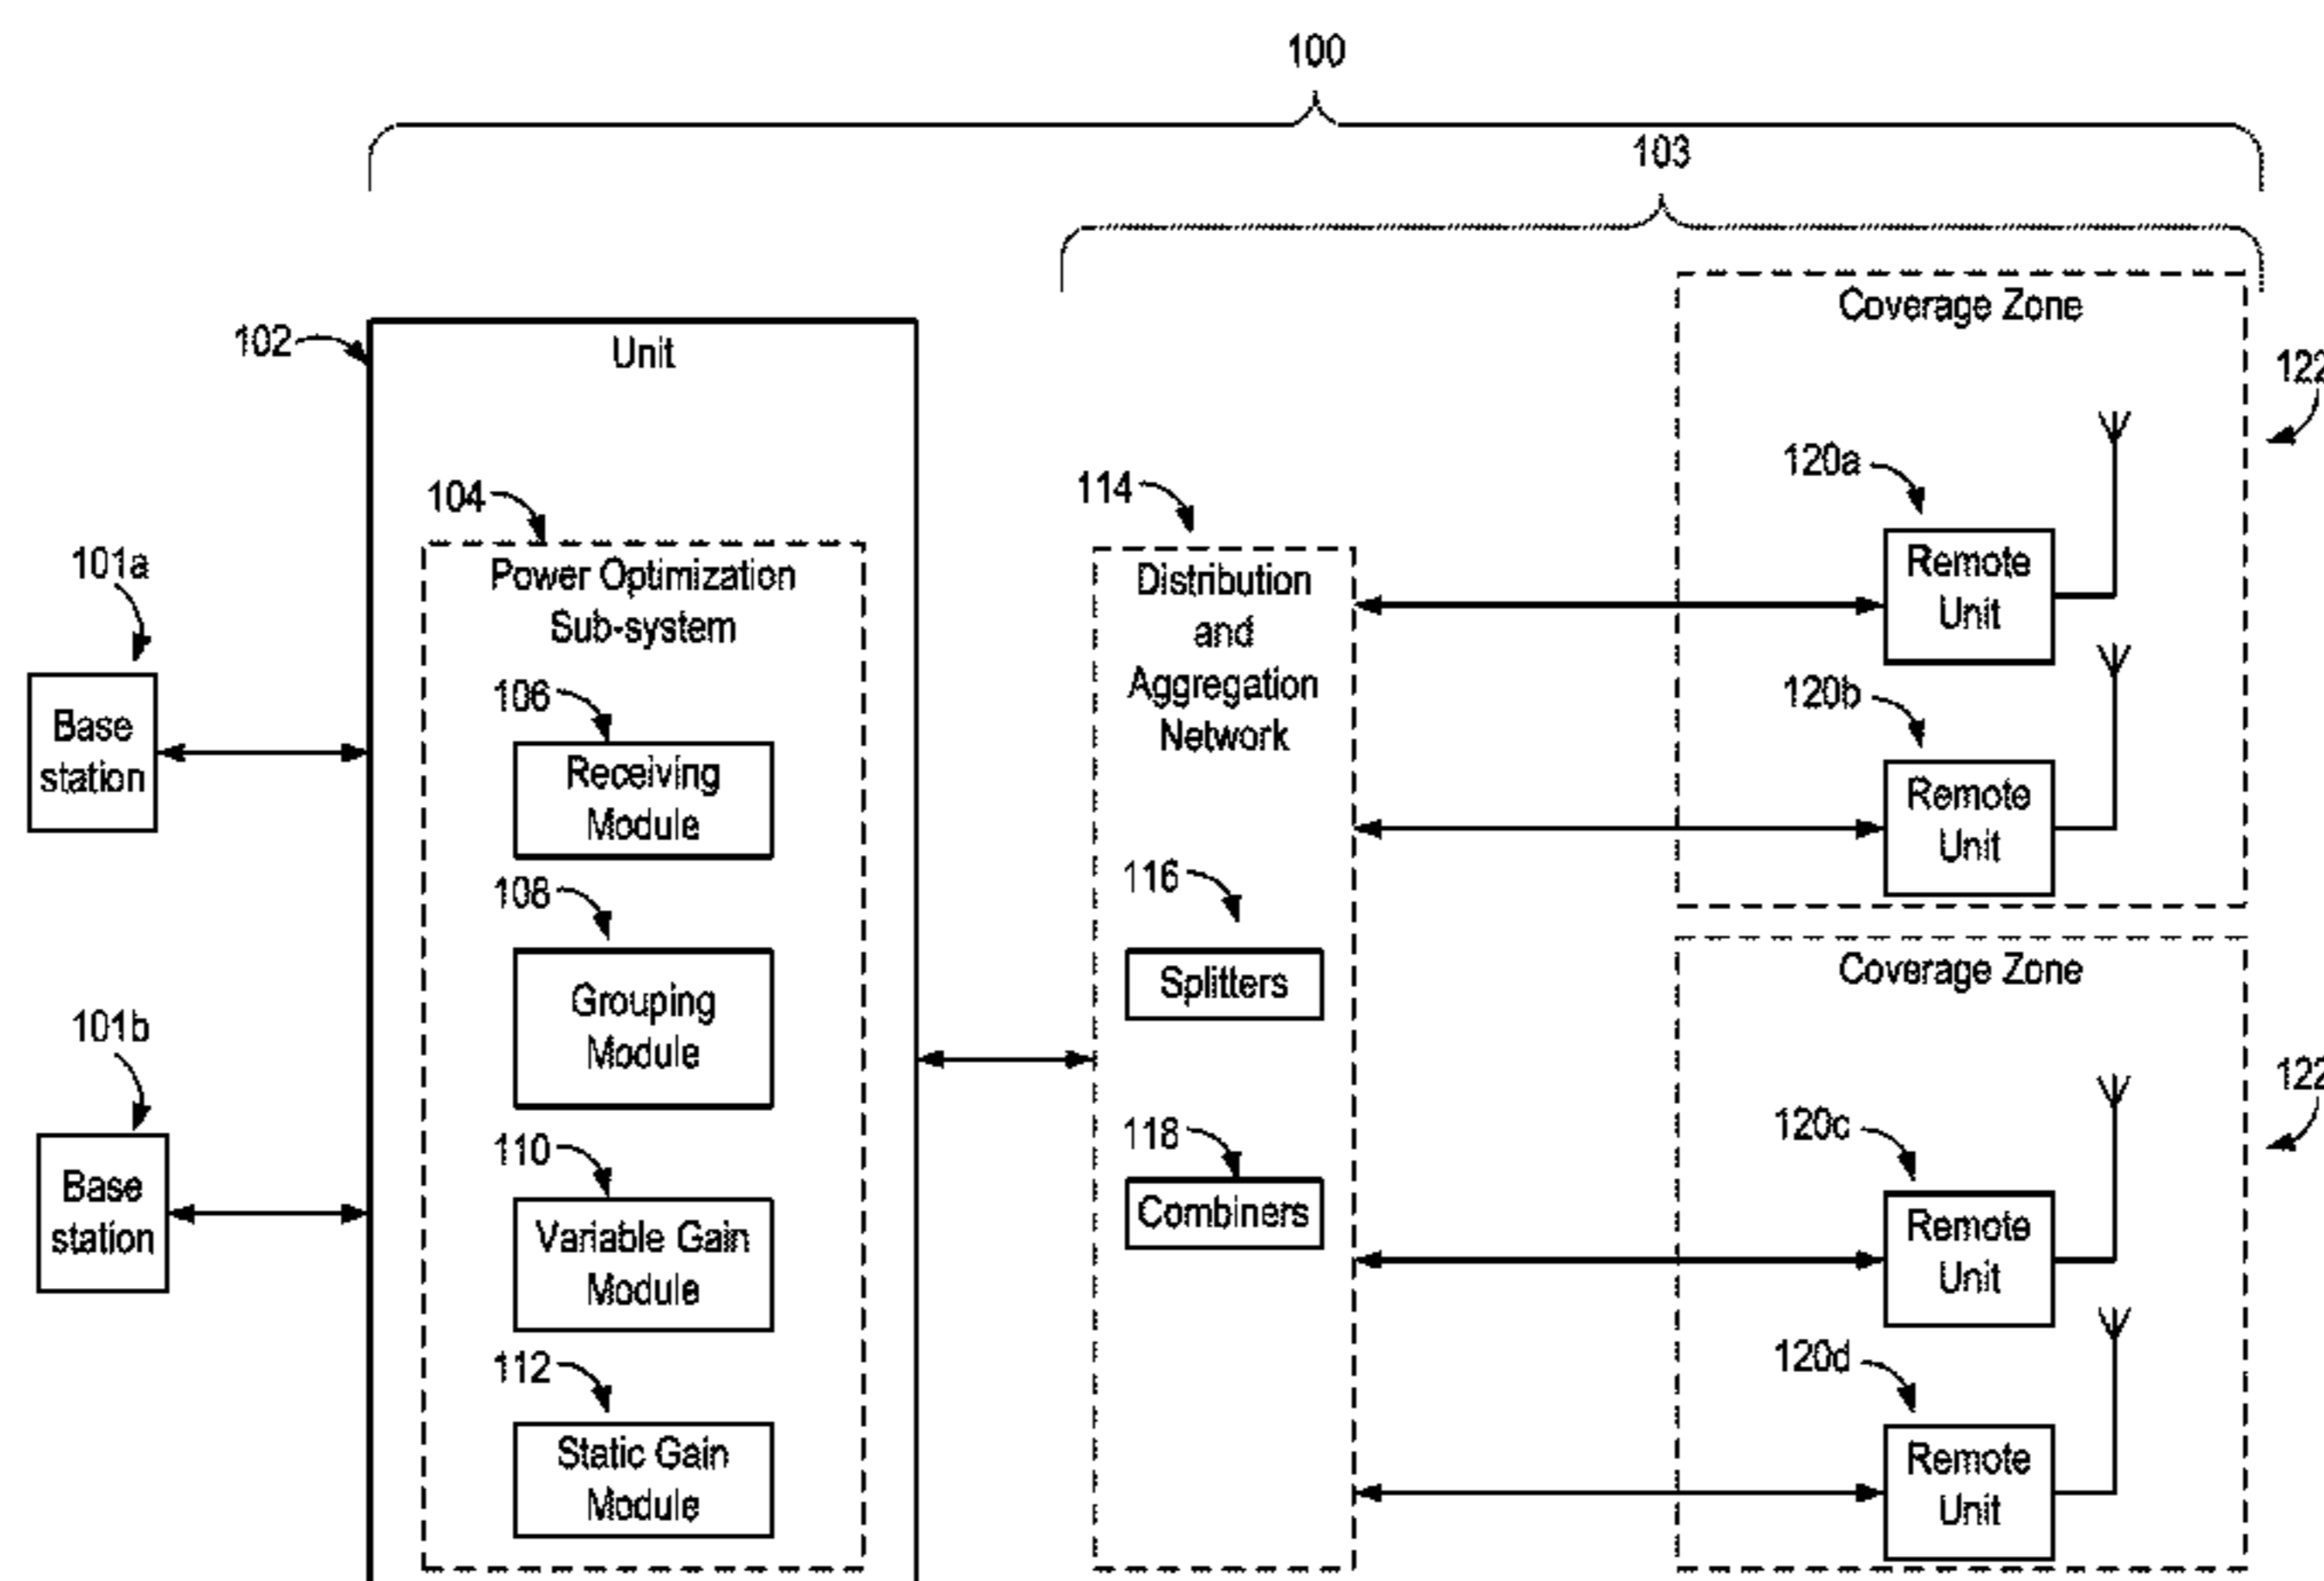 100
103
Coverage Zone
102
Unit
122
120a
104
114
Remote
Unit
101a
Power Optimization
Sub-system
Distribution
and
Aggregation
Network
106
120b
Base
station
Receiving
Module
Remote
Unit
108
116
Grouping
Module
Splitters
Coverage Zone
101b
122
110
118
120c
Base
station
Variable Gain
Module
Combiners
Remote
Unit
112
120d
Static Gain
Module
Remote
Unit